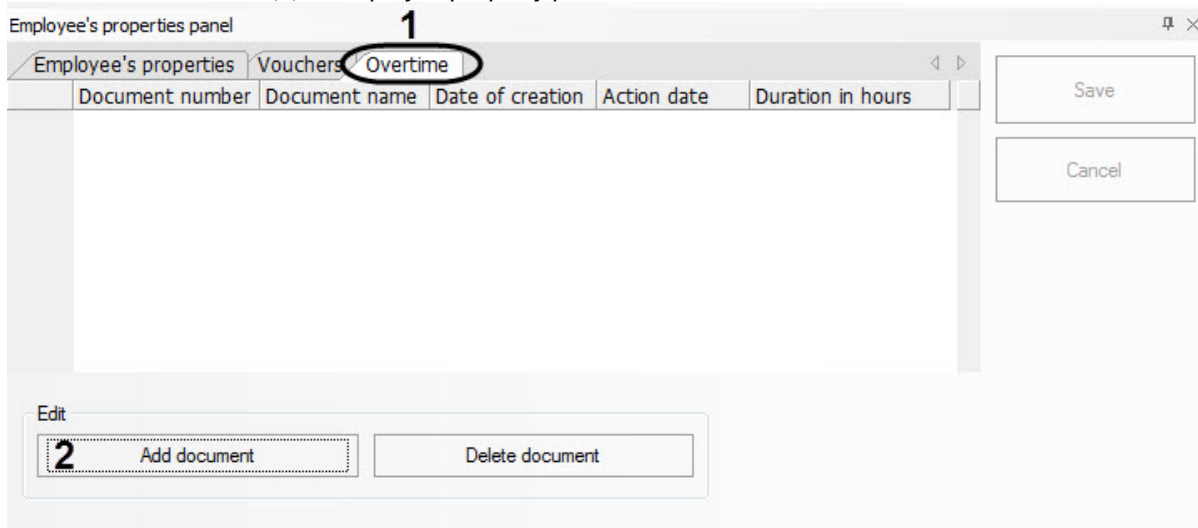 Employee's properties panel
1
Employee's properties Vouchers Overtime
Document number Document name Date of creation Action date Duration in hours
Save
Cancel
Edit
2 Add document Delete document